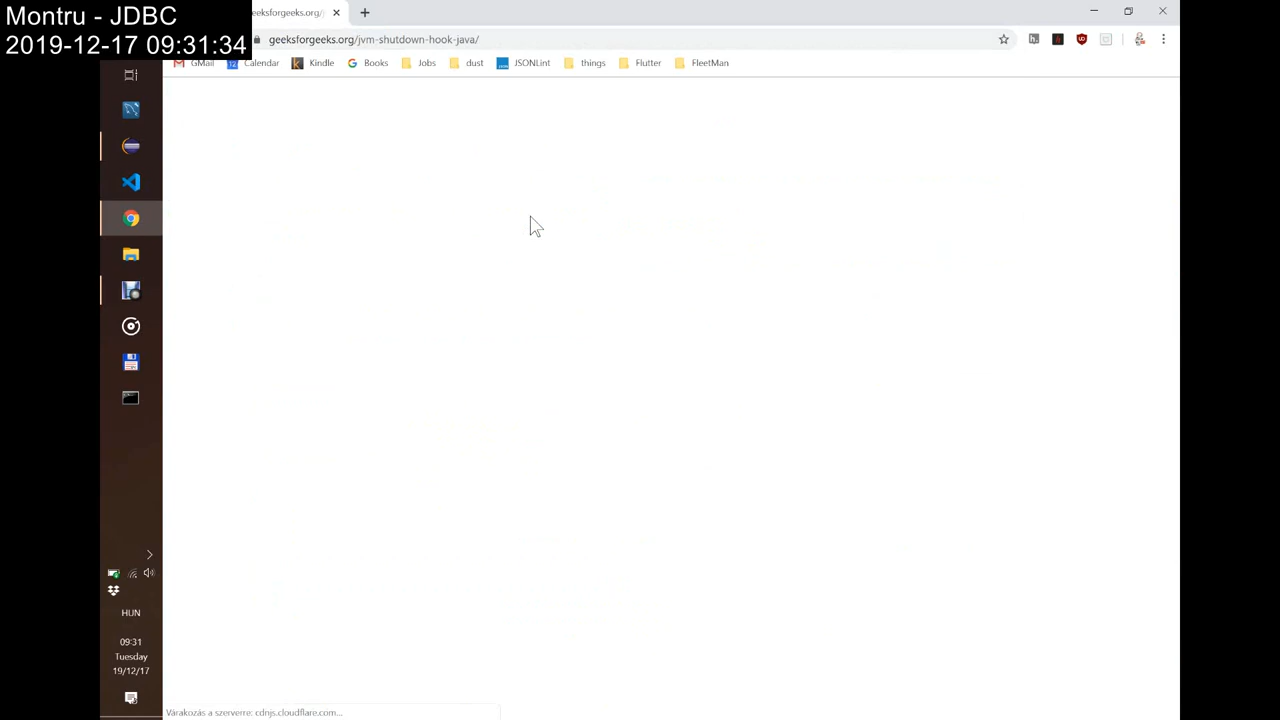 Montru - JDBC
2019-12-17 09:31:34
eeksforgeeks.org/
geeksforgeeks.org/jvm-shutdown-hook-java/
GMail
Calendar
Kindle
Books
Jobs
dust
JSONLint
things
Flutter
FleetMan
HUN
09:31
Tuesday
19/12/17
Várakozás a szerverre: cdnjs.cloudflare.com...